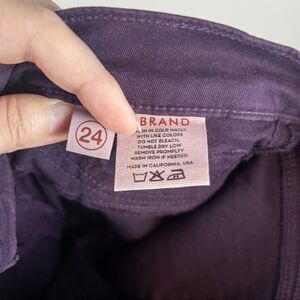 24
BRAND
IN COLD WATER
WITH LIKE COLORS
DO NOT BLEACH.
TUMBLE DRY LOW
REMOVE PROMPTLY
WARM IRON IF NEEDED
MADE IN CALIFORNIA, USA